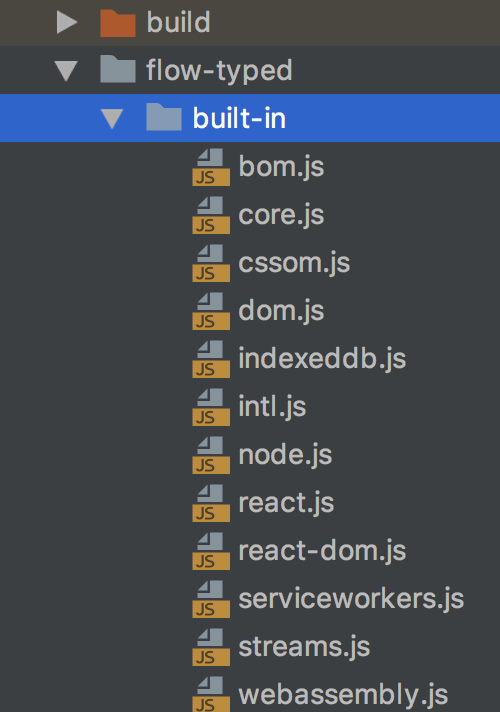 build
flow-typed
built-in
JS bom.js
JS core.js
JS cssom.js
JS dom.js
JS indexeddb.js
JS intl.js
JS node.js
JS react.js
JS react-dom.js
JS serviceworkers.js
JS streams.js
JS webassembly.js